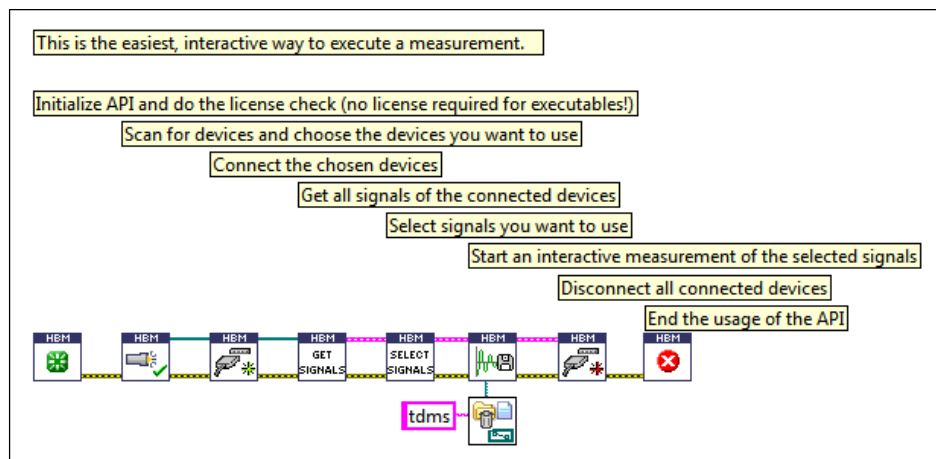 This is the easiest, interactive way to execute a measurement.
Initialize API and do the license check (no license required for executables!)
Scan for devices and choose the devices you want to use
Connect the chosen devices
Get all signals of the connected devices
Select signals you want to use
Start an interactive measurement of the selected signals
Disconnect all connected devices
End the usage of the API
HBM HBM HBM HBM HBM HBM HBM HBM
GET SELECT
SIGNALS SIGNALS
tdms